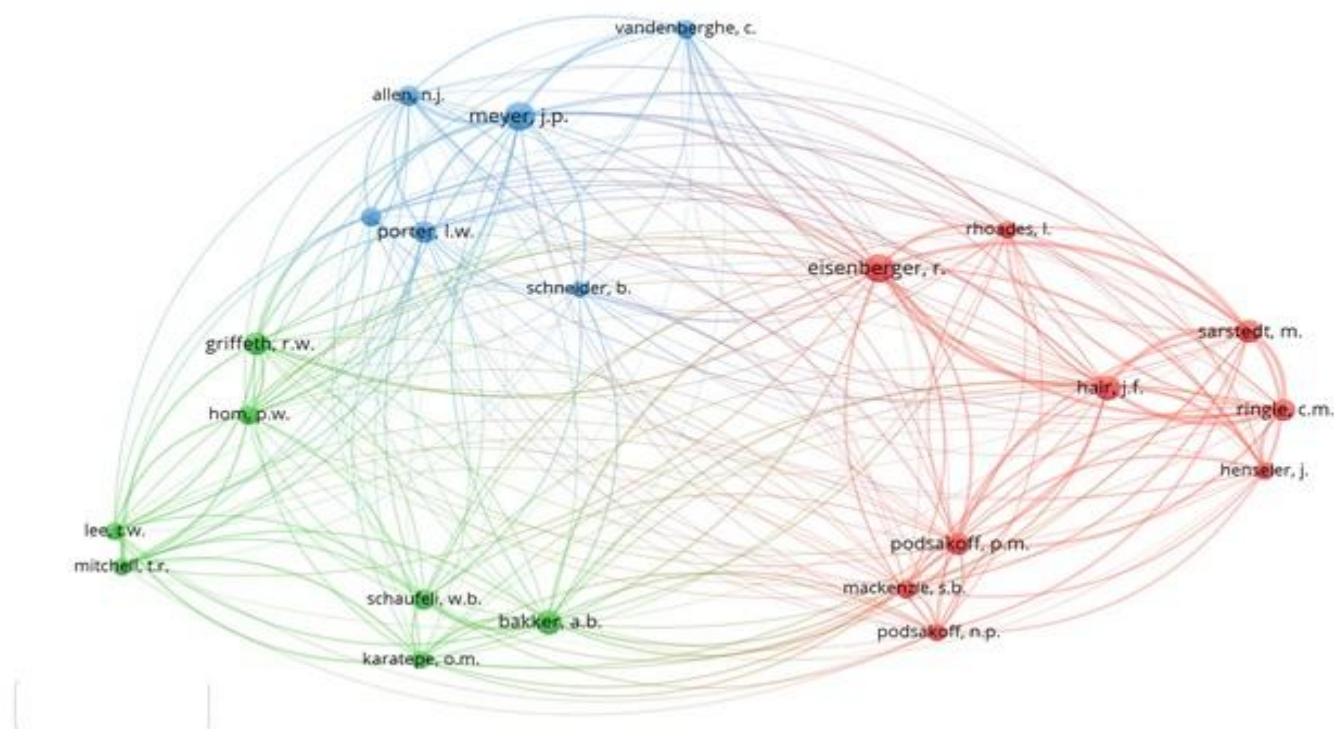 vandenberghe, c.
allen, n.j.
meyer, j.p.
porter, l.w.
rhoades, l.
eisenberger, r.
schneider, b.
sarstedt, m.
griffeth, r.w.
hair, j.f.
ringle, c.m.
hom, p.w.
henseler, j.
lee, t.w.
podsakoff, p.m.
mitchell, t.r.
mackenzie, s.b.
schaufeli, w.b.
bakker, a.b.
podsakoff, n.p.
karatepe, o.m.